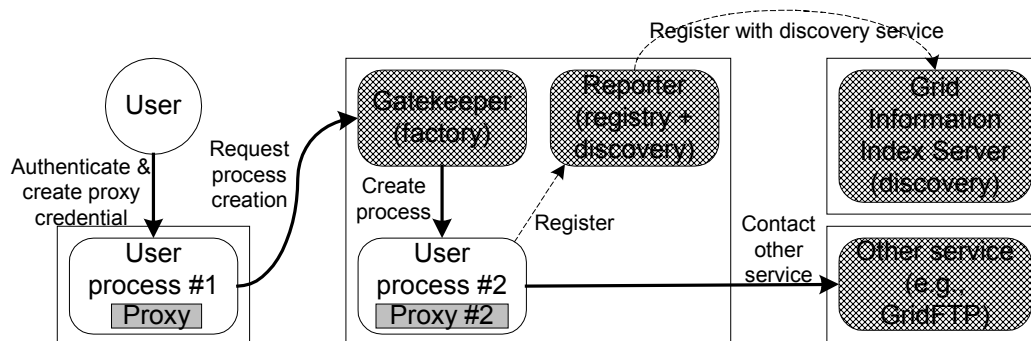 Register with discovery service
User
Gatekeeper
(factory)
Reporter
(registry +
discovery)
Grid
Information
Index Server
(discovery)
Authenticate &
create proxy
credential
Request
process
creation
Create
process
Register
Contact
other
service
User
process #1
Proxy
User
process #2
Proxy #2
Other service
(e.g.,
GridFTP)